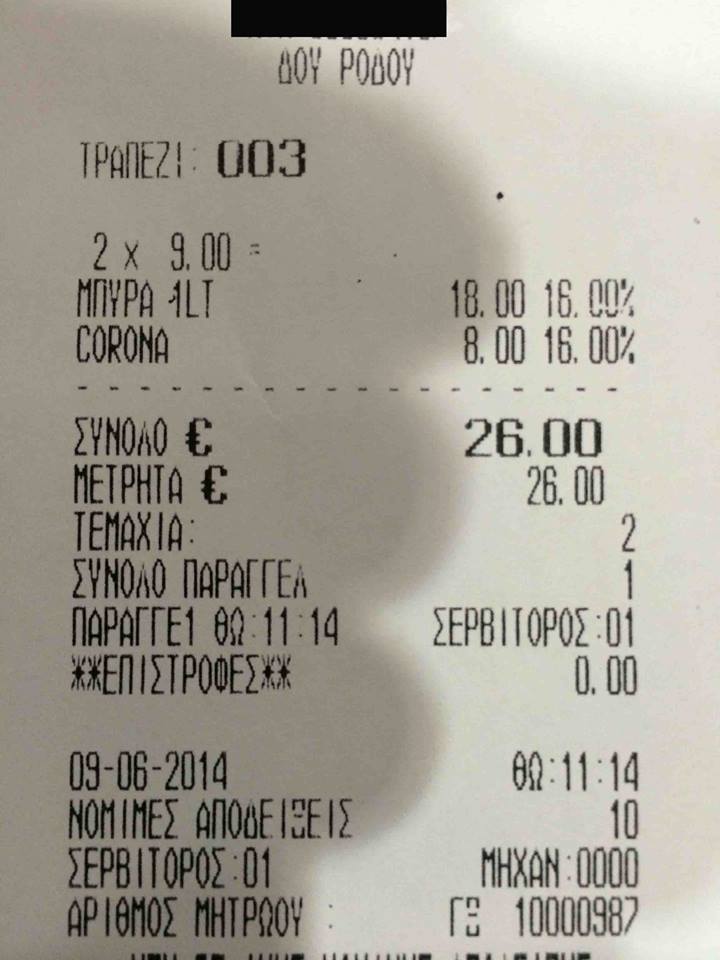 ΔΟΥ ΡΟΔΟΥ
ΤΡΑΠΕΖΙ: 003
2 x 9.00 =
ΜΠΥΡΑ 1LT 18.00 16.00%
CORONA 8.00 16.00%
- - - - - - - - - - - - - - - - - - - -
ΣΥΝΟΛΟ € 26.00
ΜΕΤΡΗΤΑ € 26.00
ΤΕΜΑΧΙΑ: 2
ΣΥΝΟΛΟ ΠΑΡΑΓΓΕΛ 1
ΠΑΡΑΓΓΕ1 ΘΩ:11:14 ΣΕΡΒΙΤΟΡΟΣ:01
**ΕΠΙΣΤΡΟΦΕΣ** 0.00
09-06-2014 ΘΩ:11:14
ΝΟΜΙΜΕΣ ΑΠΟΔΕΙΞΕΙΣ 10
ΣΕΡΒΙΤΟΡΟΣ:01 ΜΗΧΑΝ:0000
ΑΡΙΘΜΟΣ ΜΗΤΡΩΟΥ : ΓΞ 10000987